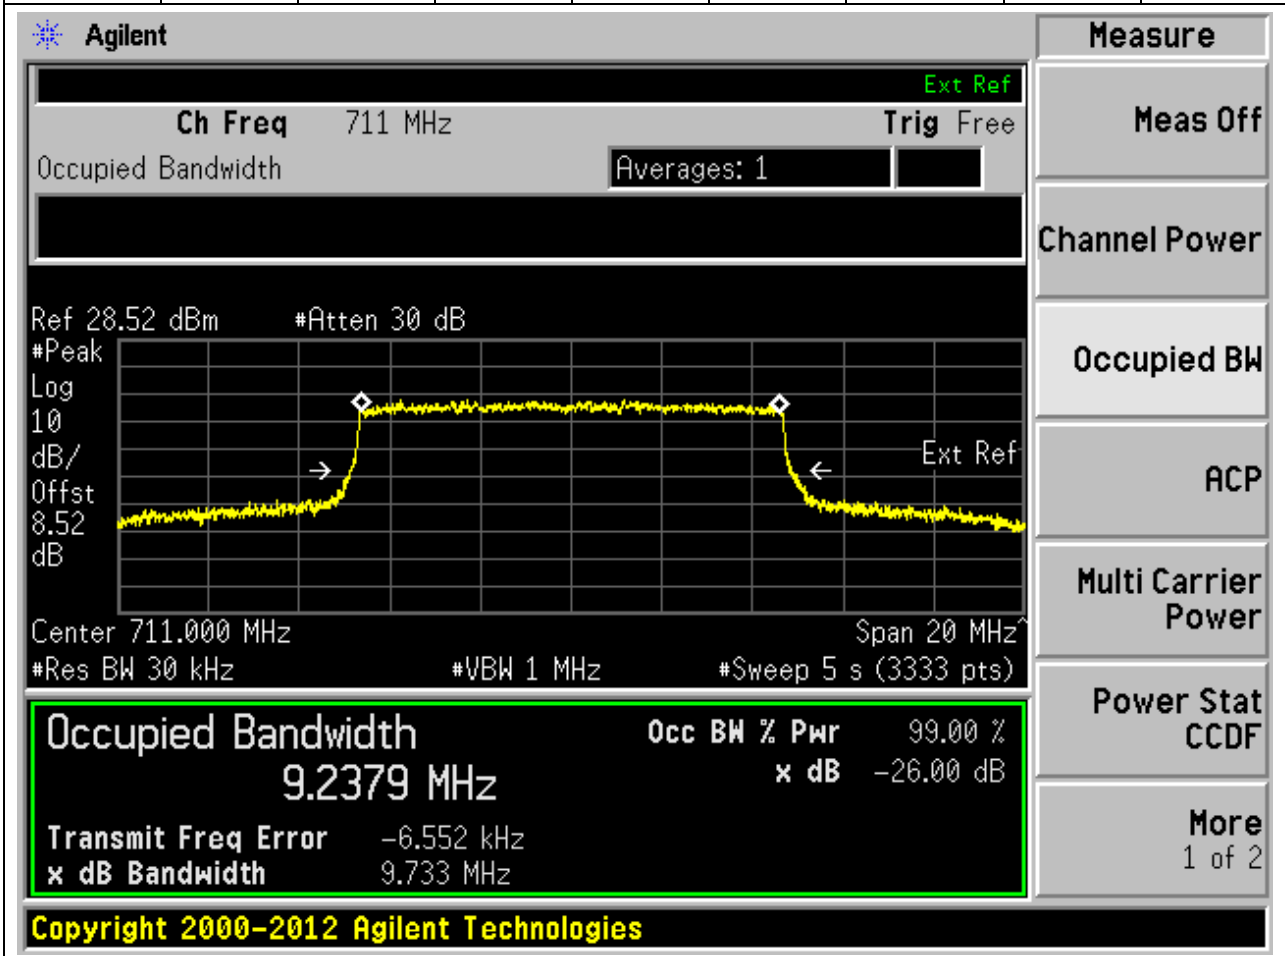 Agilent
Measure
Ext Ref
Ch Freq 711 MHz Trig Free
Meas Off
Occupied Bandwidth Averages: 1
Channel Power
Ref 28.52 dBm #Atten 30 dB
#Peak
Log
10
dB/
Offst
8.52
dB
Ext Ref
Occupied BW
ACP
Center 711.000 MHz Span 20 MHz^
#Res BW 30 kHz #VBW 1 MHz #Sweep 5 s (3333 pts)
Multi Carrier
Power
Occupied Bandwidth Occ BW % Pwr 99.00 %
9.2379 MHz x dB -26.00 dB
Power Stat
CCDF
Transmit Freq Error -6.552 kHz
x dB Bandwidth 9.733 MHz
More
1 of 2
Copyright 2000-2012 Agilent Technologies